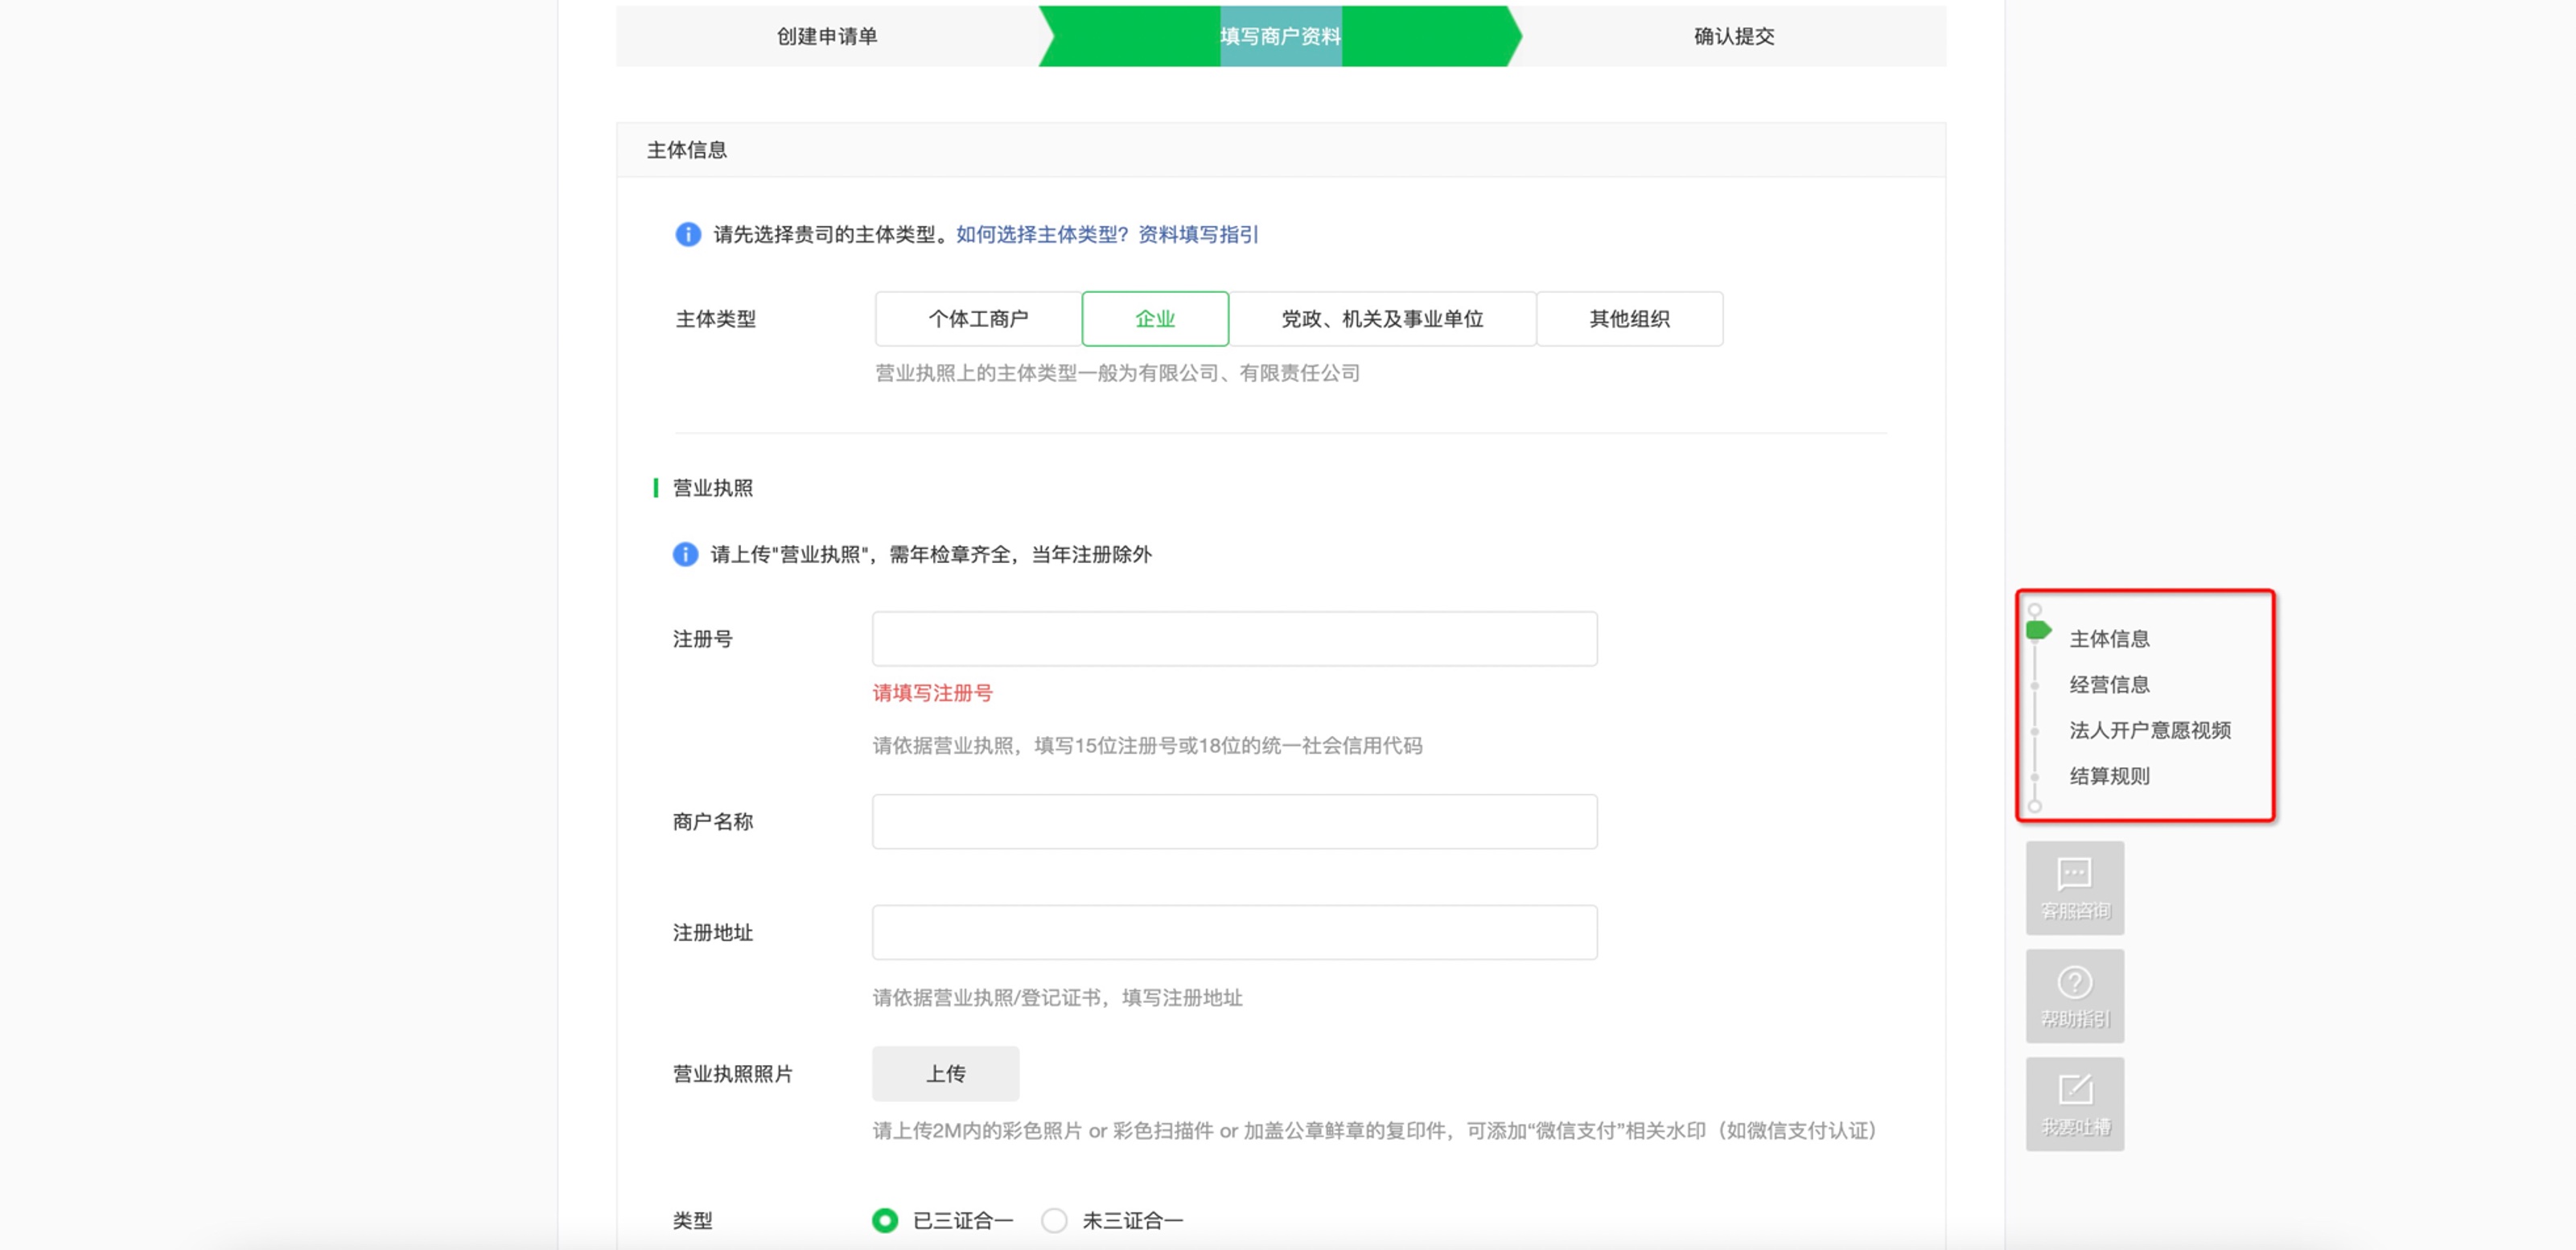 创建申请单
填写商户资料
确认提交
主体信息
请先选择贵司的主体类型。如何选择主体类型? 资料填写指引
主体类型
个体工商户
企业
党政、机关及事业单位
其他组织
营业执照上的主体类型一般为有限公司、有限责任公司
营业执照
请上传"营业执照"，需年检章齐全，当年注册除外
注册号
请填写注册号
请依据营业执照，填写15位注册号或18位的统一社会信用代码
商户名称
注册地址
请依据营业执照/登记证书，填写注册地址
营业执照照片
上传
请上传2M内的彩色照片 or 彩色扫描件 or 加盖公章鲜章的复印件，可添加“微信支付”相关水印（如微信支付认证）
类型
已三证合一
未三证合一
主体信息
经营信息
法人开户意愿视频
结算规则
客服咨询
帮助指引
我要吐槽